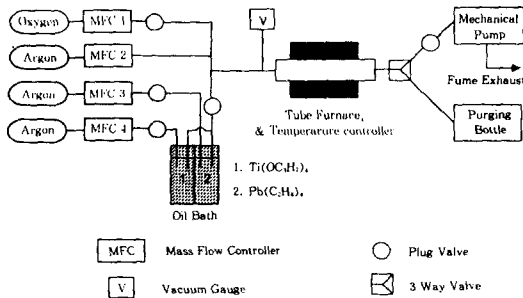 Oxygen
MFC 1
Argon
MFC 2
Argon
MFC 3
Argon
MFC 4
V
Mechanical
Pump
Fume Exhaust
Tube Furnace,
& Temperature controller
Purging
Bottle
1
2
Oil Bath
1. Ti(OC₃H₇)₄
2. Pb(C₂H₅)₄
MFC
Mass Flow Controller
Plug Valve
V
Vacuum Gauge
3 Way Valve